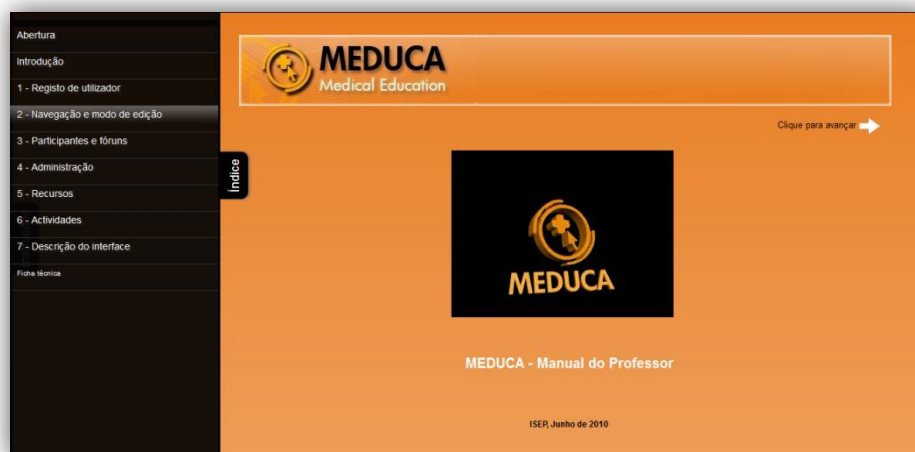 Abertura
Introdução
1 - Registo de utilizador
2 - Navegação e modo de edição
3 - Participantes e fóruns
4 - Administração
5 - Recursos
6 - Actividades
7 - Descrição do interface
Ficha técnica
Índice
MEDUCA
Medical Education
Clique para avançar
MEDUCA
MEDUCA - Manual do Professor
ISEP, Junho de 2010